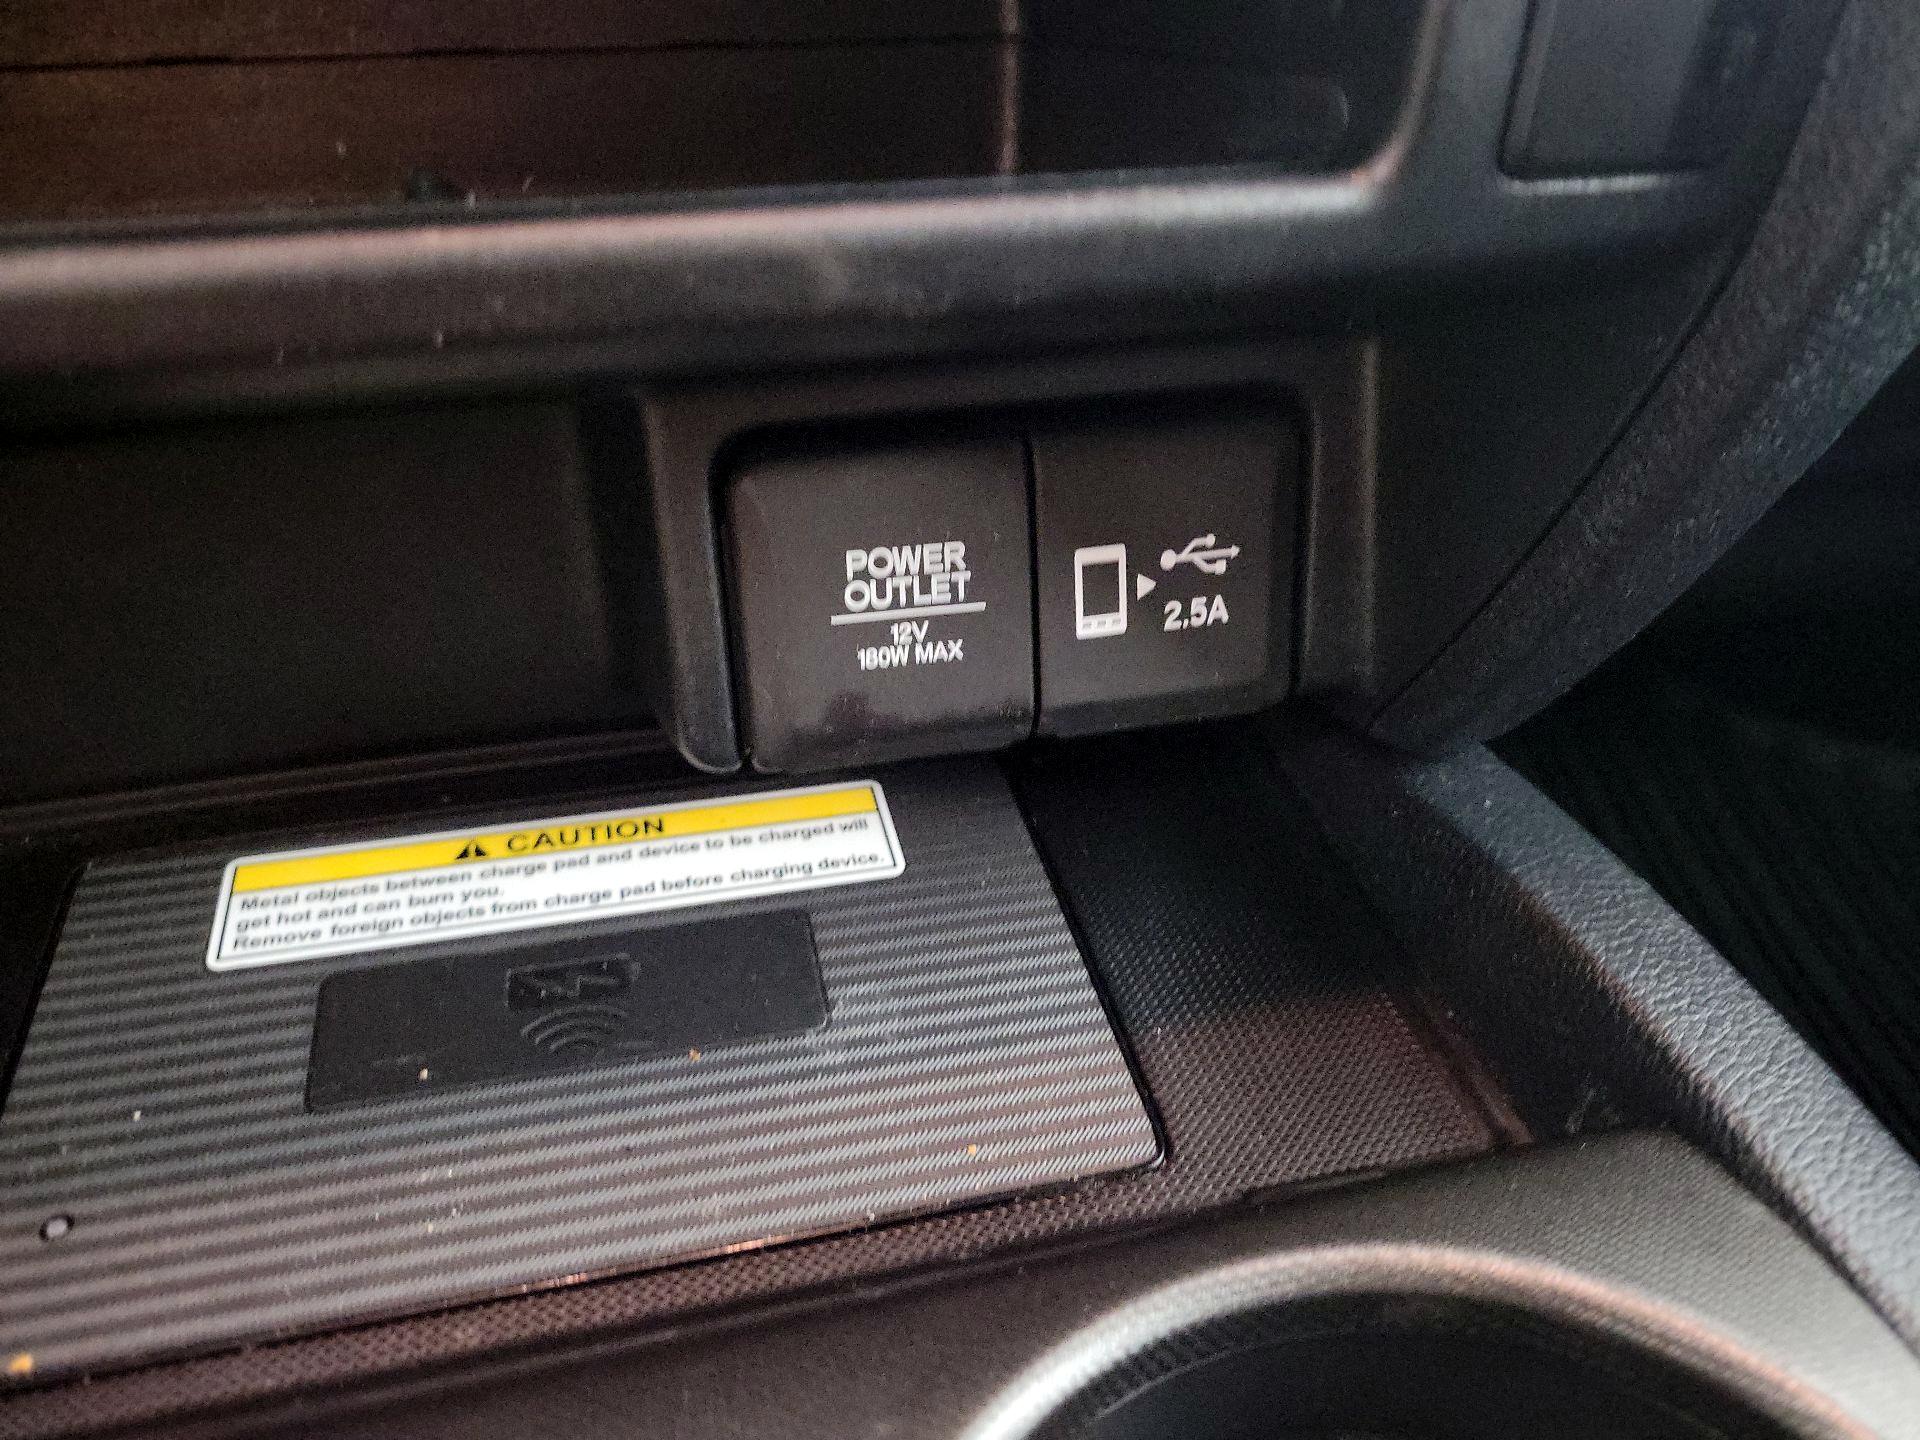 POWER
OUTLET
12V
180W MAX
2.5A
CAUTION
Metal objects between charge pad and device to be charged will
get hot and can burn you.
Remove foreign objects from charge pad before charging device.